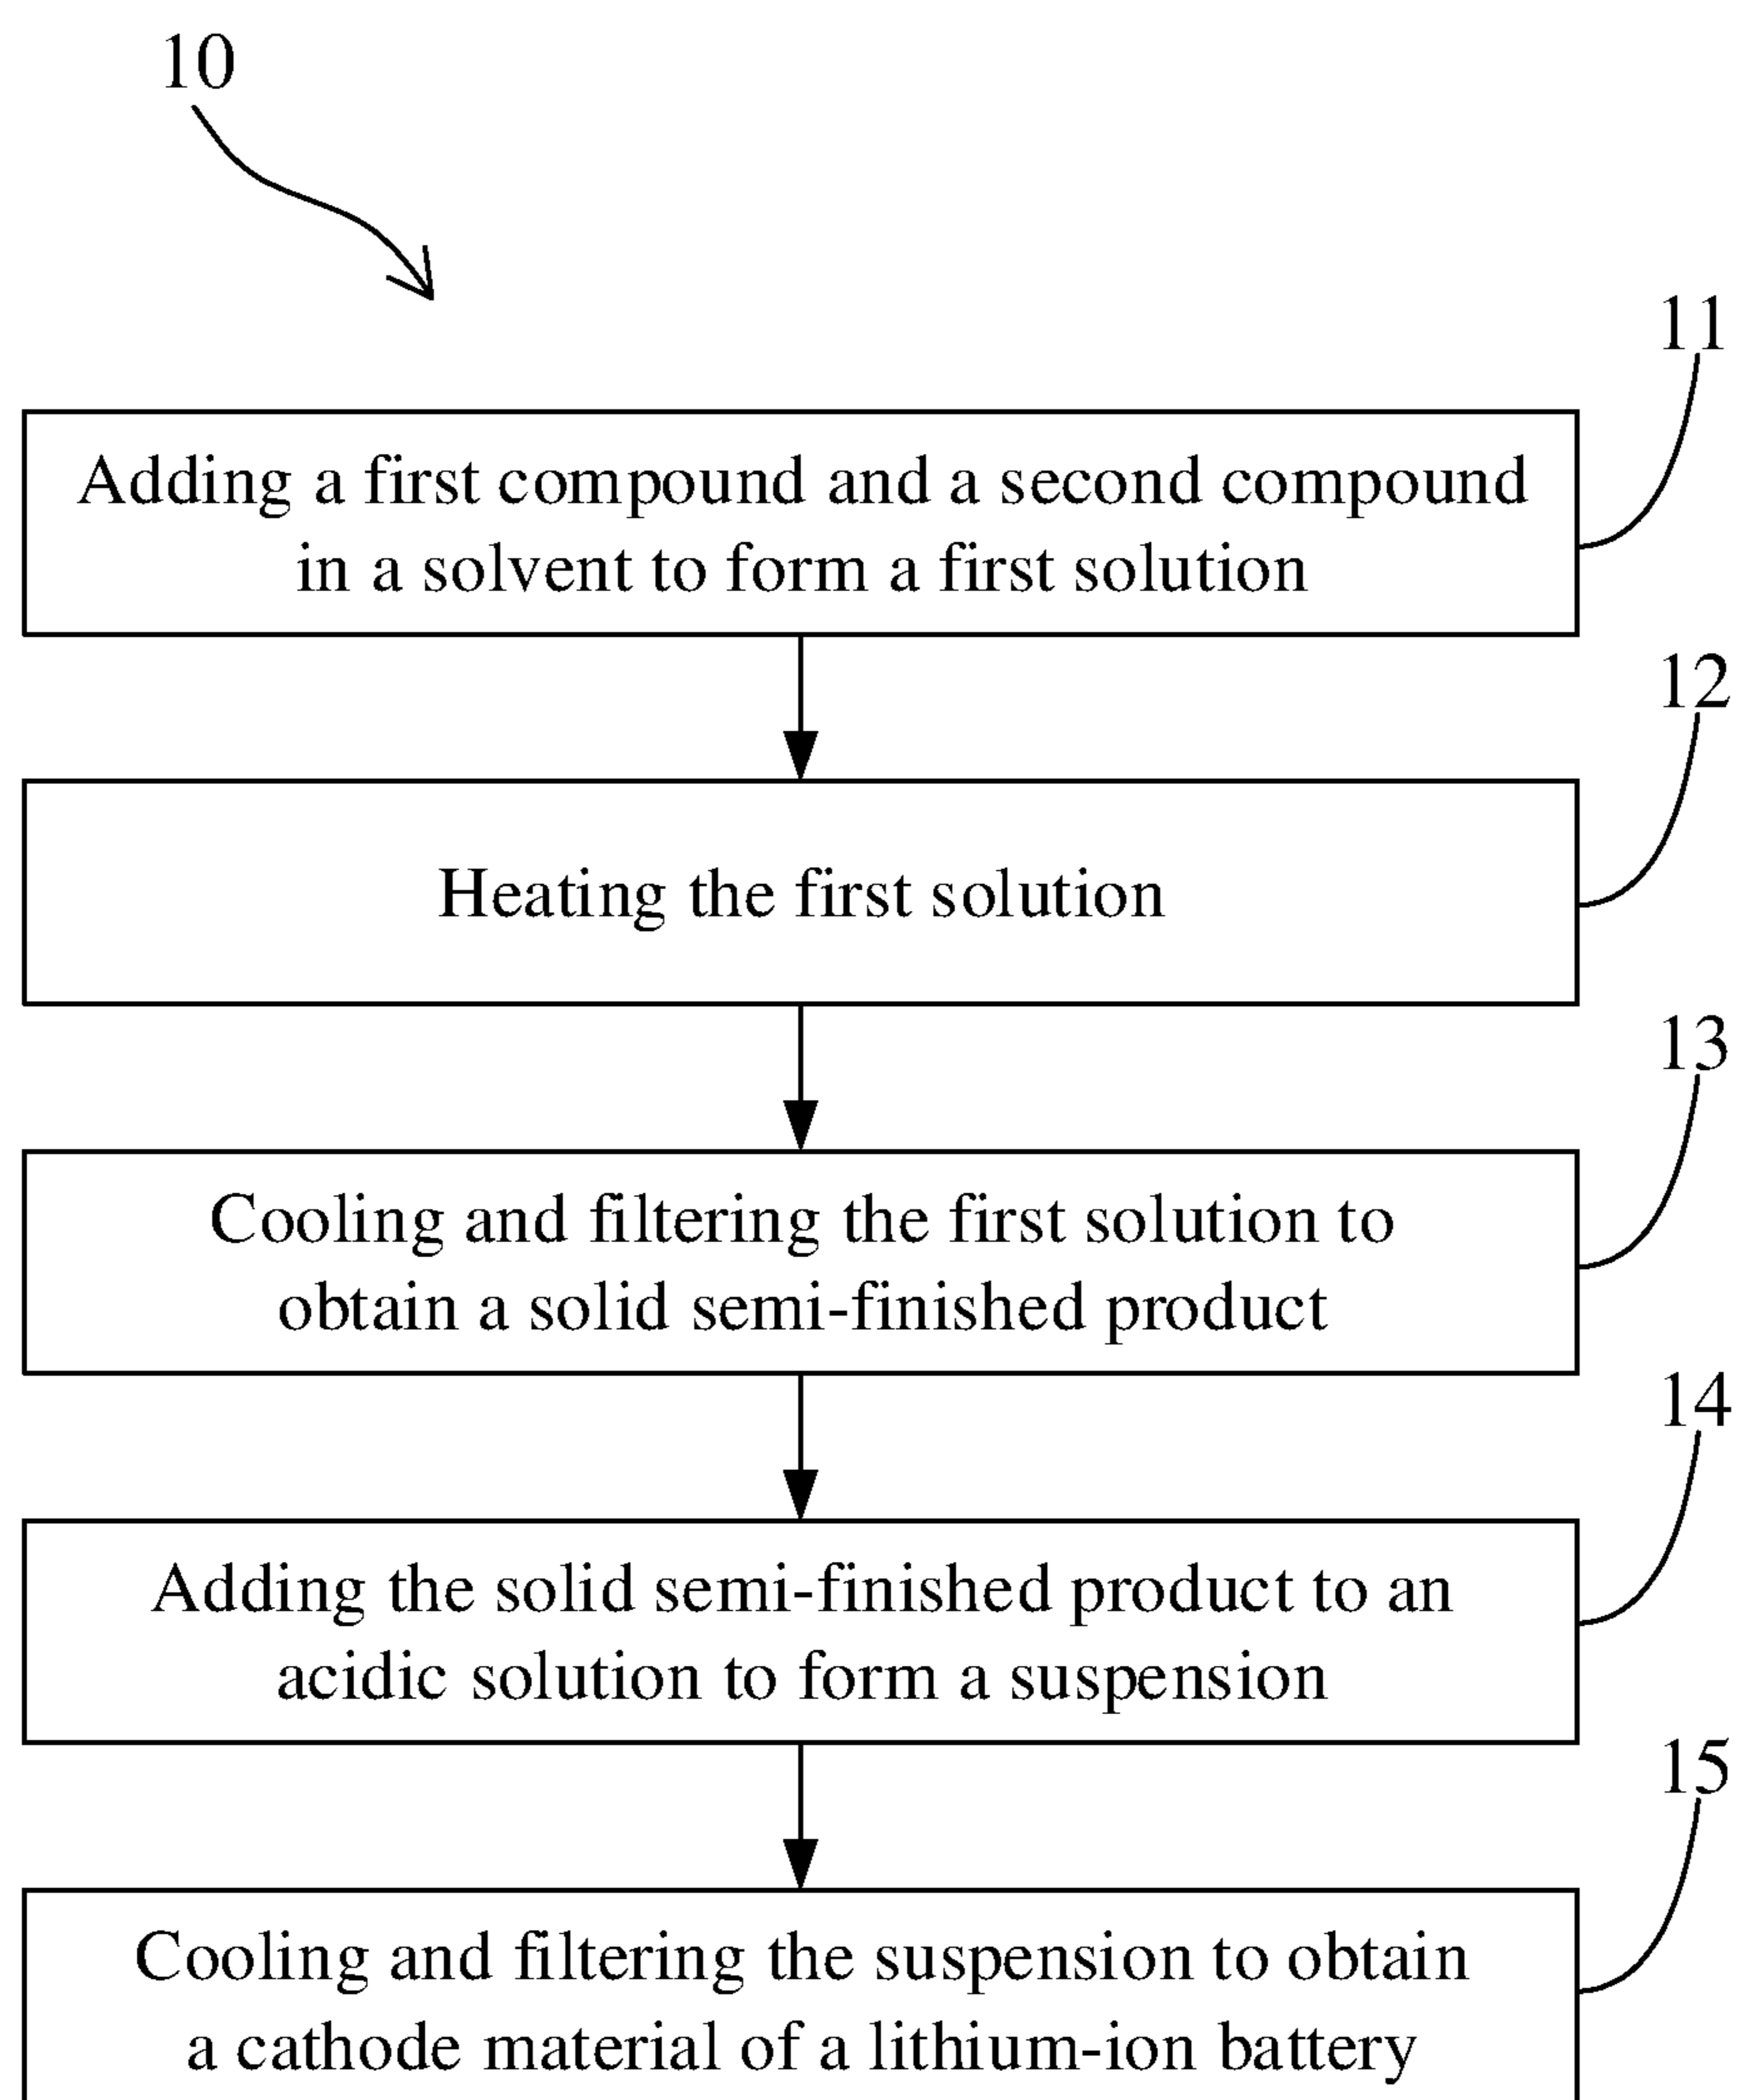 10
11
Adding a first compound and a second compound
in a solvent to form a first solution
12
Heating the first solution
13
Cooling and filtering the first solution to
obtain a solid semi-finished product
14
Adding the solid semi-finished product to an
acidic solution to form a suspension
15
Cooling and filtering the suspension to obtain
a cathode material of a lithium-ion battery